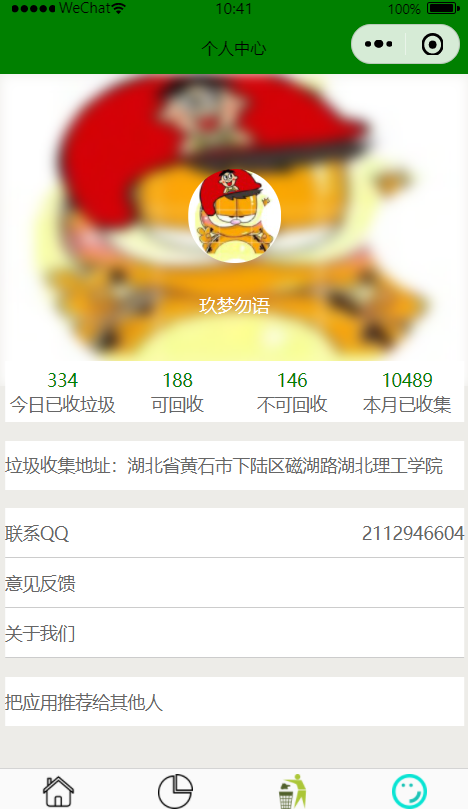 WeChat 10:41 100%
个人中心
玖梦勿语
334 188 146 10489
今日已收垃圾 可回收 不可回收 本月已收集
垃圾收集地址：湖北省黄石市下陆区磁湖路湖北理工学院
联系QQ 2112946604
意见反馈
关于我们
把应用推荐给其他人